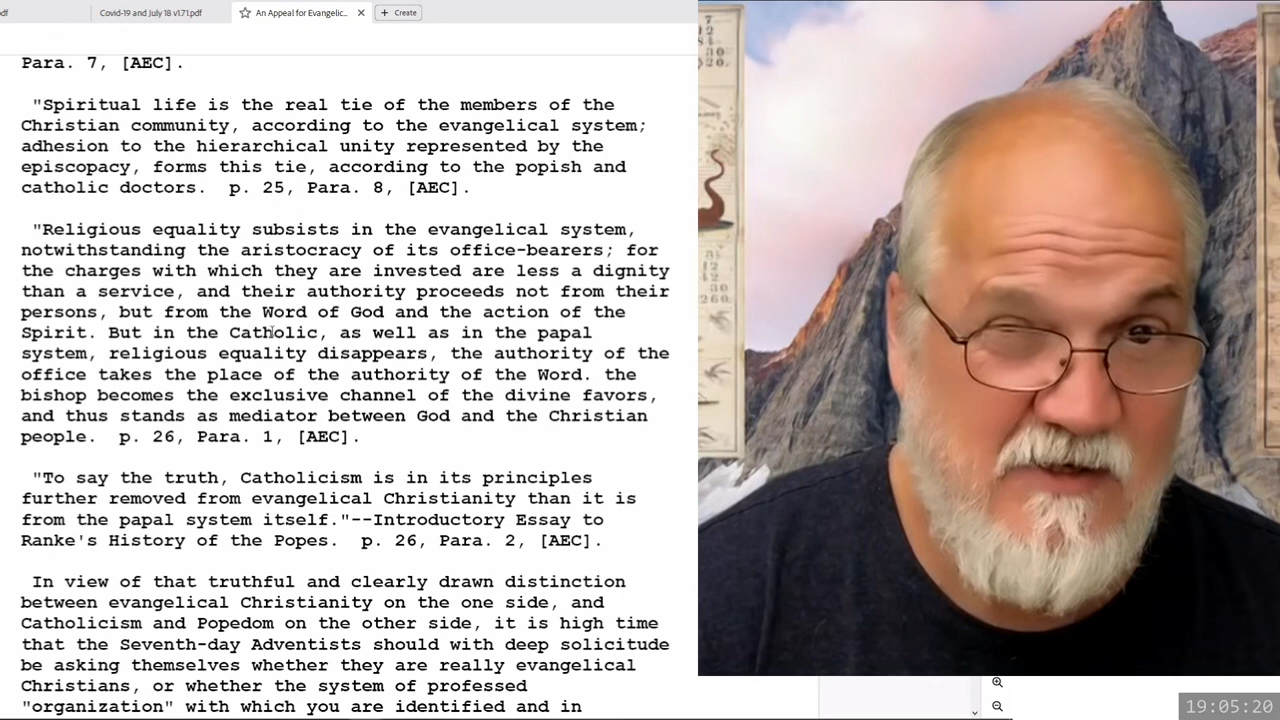 df
Covid-19 and July 18 v1.71.pdf
An Appeal for Evangelic...
Create
Para. 7, [AEC].
"Spiritual life is the real tie of the members of the
Christian community, according to the evangelical system;
adhesion to the hierarchical unity represented by the
episcopacy, forms this tie, according to the popish and
catholic doctors.  p. 25, Para. 8, [AEC].
"Religious equality subsists in the evangelical system,
notwithstanding the aristocracy of its office-bearers; for
the charges with which they are invested are less a dignity
than a service, and their authority proceeds not from their
persons, but from the Word of God and the action of the
Spirit. But in the Catholic, as well as in the papal
system, religious equality disappears, the authority of the
office takes the place of the authority of the Word. the
bishop becomes the exclusive channel of the divine favors,
and thus stands as mediator between God and the Christian
people.  p. 26, Para. 1, [AEC].
"To say the truth, Catholicism is in its principles
further removed from evangelical Christianity than it is
from the papal system itself."--Introductory Essay to
Ranke's History of the Popes.  p. 26, Para. 2, [AEC].
In view of that truthful and clearly drawn distinction
between evangelical Christianity on the one side, and
Catholicism and Popedom on the other side, it is high time
that the Seventh-day Adventists should with deep solicitude
be asking themselves whether they are really evangelical
Christians, or whether the system of professed
"organization" with which you are identified and in
19:05:20